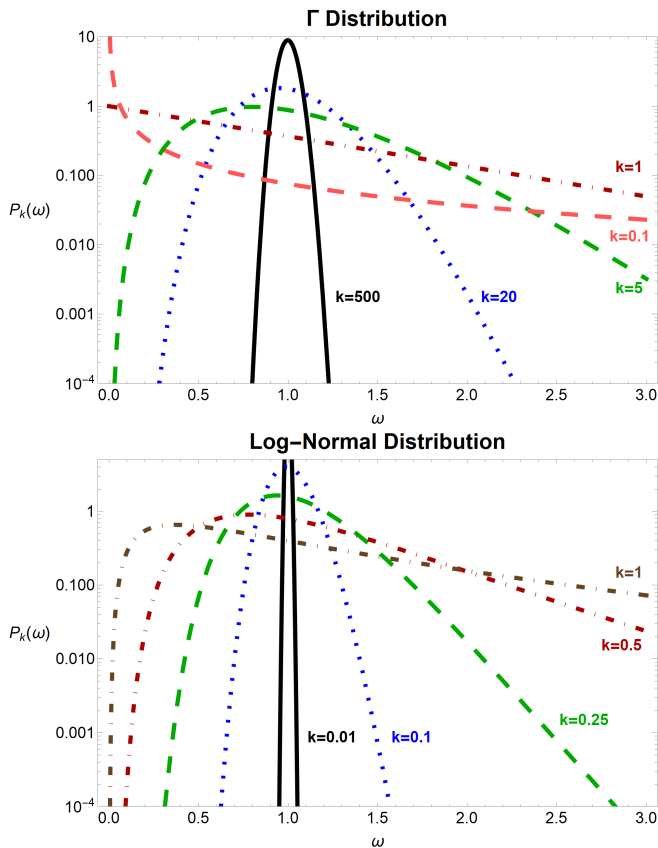 Γ Distribution
10
1
0.100
0.010
0.001
10⁻⁴
P_k(ω)
k=1
k=0.1
k=5
k=500
k=20
0.0 0.5 1.0 1.5 2.0 2.5 3.0
ω
Log–Normal Distribution
1
0.100
0.010
0.001
10⁻⁴
P_k(ω)
k=1
k=0.5
k=0.25
k=0.01
k=0.1
0.0 0.5 1.0 1.5 2.0 2.5 3.0
ω